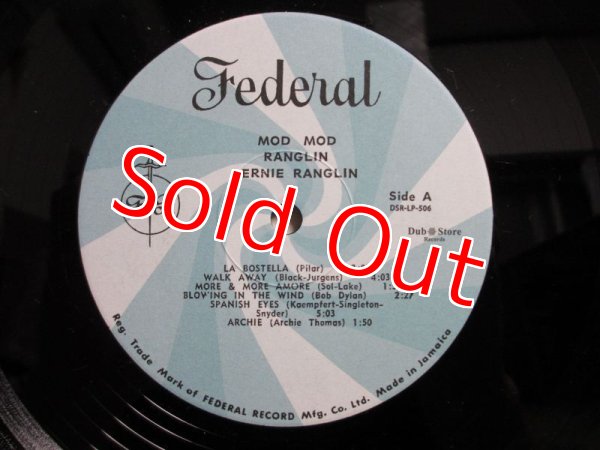 Federal
MOD MOD
RANGLIN
ERNIE RANGLIN
Side A
DSR-LP-506
Dub Store
Records
Sold Out
LA BOSTELLA (Pilar)
WALK AWAY (Black-Jurgens) 4:03
MORE & MORE AMORE (Sol-Lake)
BLOWING IN THE WIND (Bob Dylan) 2:27
SPANISH EYES (Kaempfert-Singleton-
Snyder) 5:03
ARCHIE (Archie Thomas) 1:50
Reg. Trade Mark of FEDERAL RECORD Mfg. Co. Ltd. Made in Jamaica